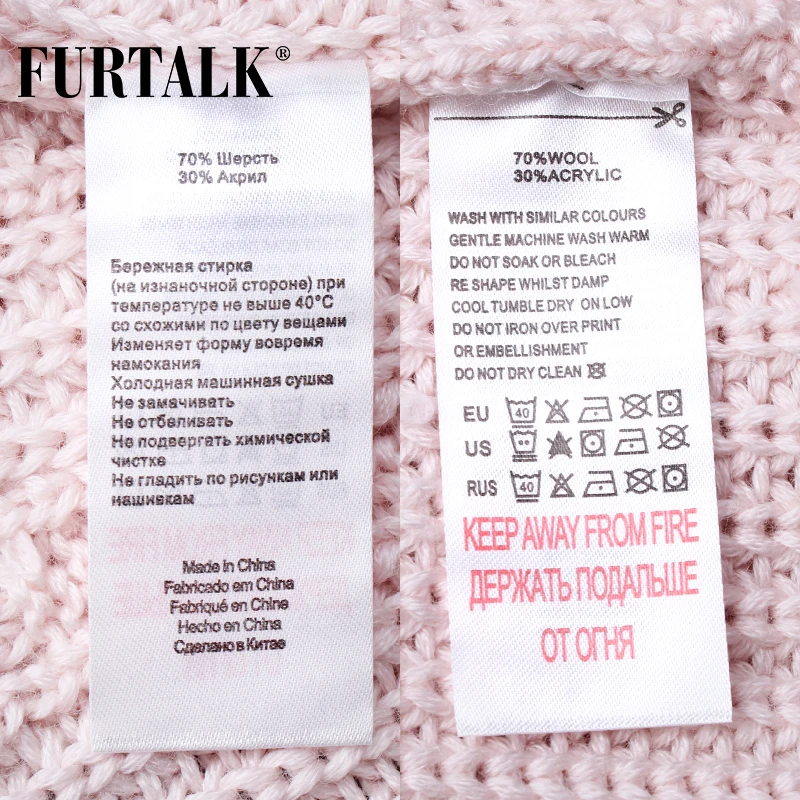 FURTALK®
70% Шерсть
30% Акрил
Бережная стирка
(на изнаночной стороне) при
температуре не выше 40°C
со схожими по цвету вещами
Изменяет форму вовремя
намокания
Холодная машинная сушка
Не замачивать
Не отбеливать
Не подвергать химической
чистке
Не гладить по рисункам или
нашивкам
Made in China
Fabricado em China
Fabriqué en Chine
Hecho en China
Сделано в Китае
70%WOOL
30%ACRYLIC
WASH WITH SIMILAR COLOURS
GENTLE MACHINE WASH WARM
DO NOT SOAK OR BLEACH
RE SHAPE WHILST DAMP
COOL TUMBLE DRY ON LOW
DO NOT IRON OVER PRINT
OR EMBELLISHMENT
DO NOT DRY CLEAN
EU 40
US
RUS 40
KEEP AWAY FROM FIRE
ДЕРЖАТЬ ПОДАЛЬШЕ
ОТ ОГНЯ